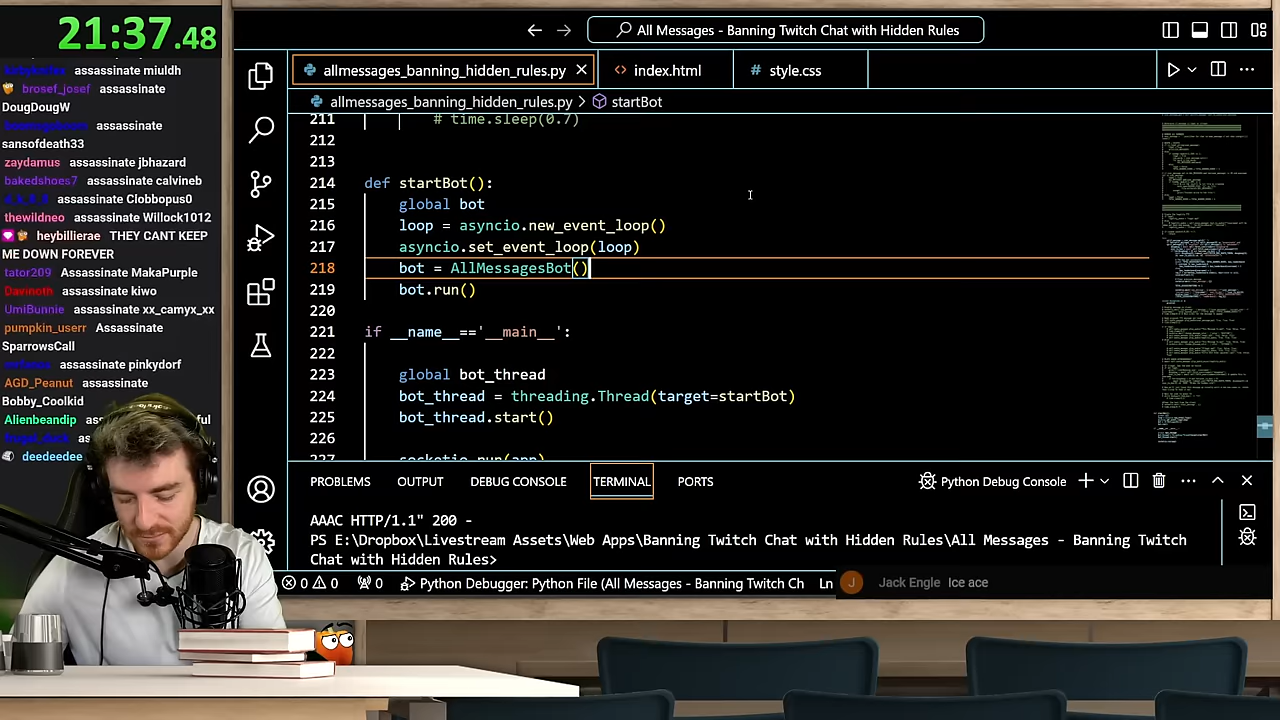 21:37.48
assassinate miuldh
brosef_josef assassinate
DougDougW
assassinate
sansofdeath33
zaydamus assassinate jbhazard
bakedshoes7 assassinate calvineb
assassinate Clobbopus0
thewildneo assassinate Willock1012
heybillierae THEY CANT KEEP
ME DOWN FOREVER
tator209 Assassinate MakaPurple
Davinoth assassinate kiwo
UmiBunnie assassinate xx_camyx_xx
pumpkin_userr Assassinate
SparrowsCall
assassinate pinkydorf
AGD_Peanut assassinate
Bobby_Coolkid
Alienbeandip
deedeedee
All Messages - Banning Twitch Chat with Hidden Rules
allmessages_banning_hidden_rules.py
index.html
style.css
allmessages_banning_hidden_rules.py > startBot
211 # time.sleep(0.7)
212
213
214 def startBot():
215 global bot
216 loop = asyncio.new_event_loop()
217 asyncio.set_event_loop(loop)
218 bot = AllMessagesBot()
219 bot.run()
220
221 if __name__=='__main__':
222
223 global bot_thread
224 bot_thread = threading.Thread(target=startBot)
225 bot_thread.start()
226
227 socketio.run(app)
PROBLEMS OUTPUT DEBUG CONSOLE TERMINAL PORTS
Python Debug Console
AAAC HTTP/1.1" 200 -
PS E:\Dropbox\Livestream Assets\Web Apps\Banning Twitch Chat with Hidden Rules\All Messages - Banning Twitch
Chat with Hidden Rules>
0 0 0 Python Debugger: Python File (All Messages - Banning Twitch Ch Ln
J Jack Engle Ice ace